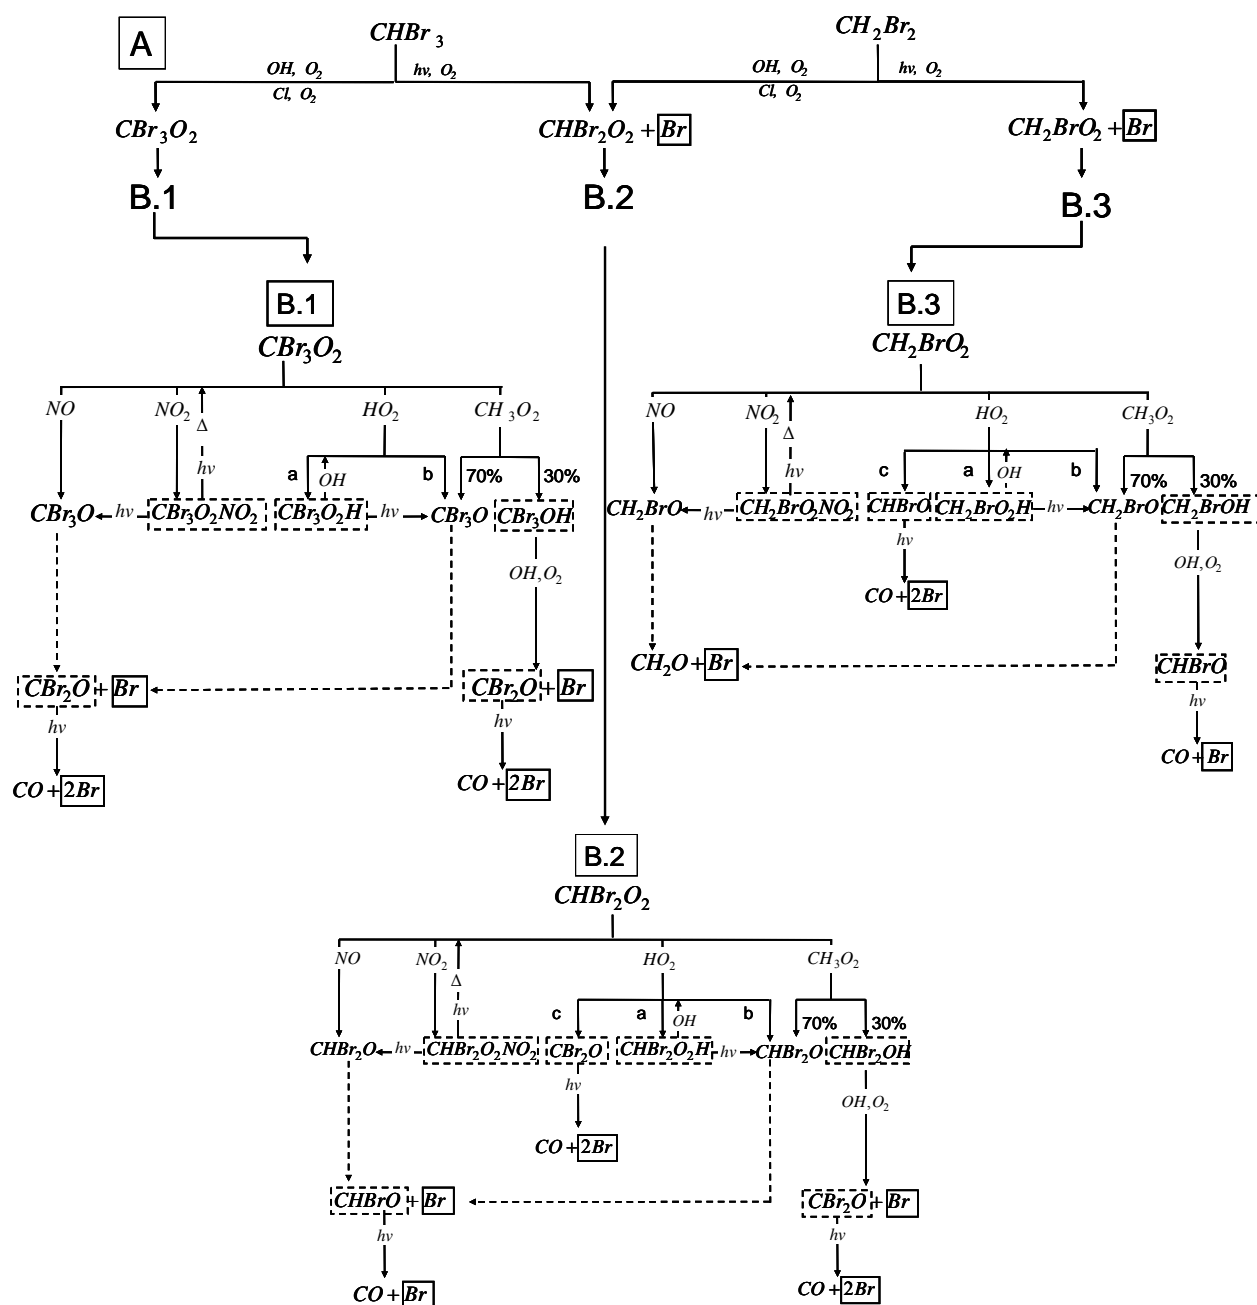 A
CHBr3
CH2Br2
OH, O2
hv, O2
Cl, O2
OH, O2
hv, O2
Cl, O2
CBr3O2
CHBr2O2 + Br
CH2BrO2 + Br
B.1
B.2
B.3
B.1
CBr3O2
NO
NO2
Δ
hv
HO2
CH3O2
a
OH
b
70%
30%
CBr3O
hv
CBr3O2NO2
CBr3O2H
hv
CBr3O
CBr3OH
OH,O2
CBr2O + Br
CBr2O + Br
hv
hv
CO + 2Br
CO + 2Br
B.3
CH2BrO2
NO
NO2
Δ
hv
HO2
CH3O2
c
a
OH
b
70%
30%
CH2BrO
hv
CH2BrO2NO2
CHBrO
CH2BrO2H
hv
CH2BrO
CH2BrOH
hv
OH,O2
CO + 2Br
CH2O + Br
CHBrO
hv
CO + Br
B.2
CHBr2O2
NO
NO2
Δ
hv
HO2
CH3O2
c
a
OH
b
70%
30%
CHBr2O
hv
CHBr2O2NO2
CBr2O
CHBr2O2H
hv
CHBr2O
CHBr2OH
hv
OH,O2
CO + 2Br
CHBrO + Br
CBr2O + Br
hv
hv
CO + Br
CO + 2Br